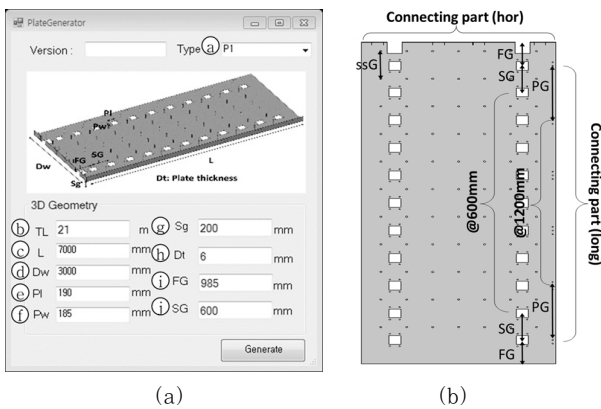 PlateGenerator
Version :
Type ⓐ P1
Pl
Pw
FG
SG
Dw
Sg
L
Dt: Plate thickness
3D Geometry
ⓑ TL 21 m
ⓖ Sg 200 mm
ⓒ L 7000 mm
ⓗ Dt 6 mm
ⓓ Dw 3000 mm
ⓘ FG 985 mm
ⓔ Pl 190 mm
ⓙ SG 600 mm
ⓕ Pw 185 mm
Generate
(a)
Connecting part (hor)
ssG
FG
SG
PG
@600mm
@1200mm
Connecting part (long)
PG
SG
FG
(b)